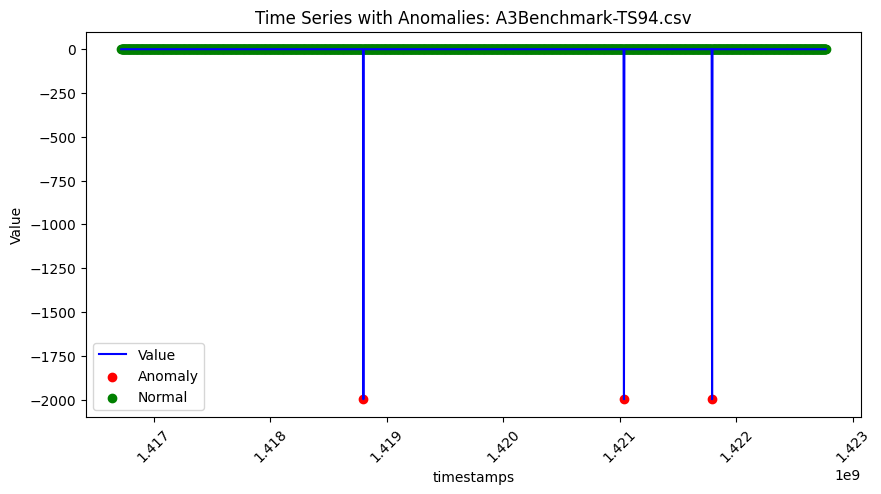 Time Series with Anomalies: A3Benchmark-TS94.csv
Value
0
−250
−500
−750
−1000
−1250
−1500
−1750
−2000
Value
Anomaly
Normal
1.417
1.418
1.419
1.420
1.421
1.422
1.423
1e9
timestamps